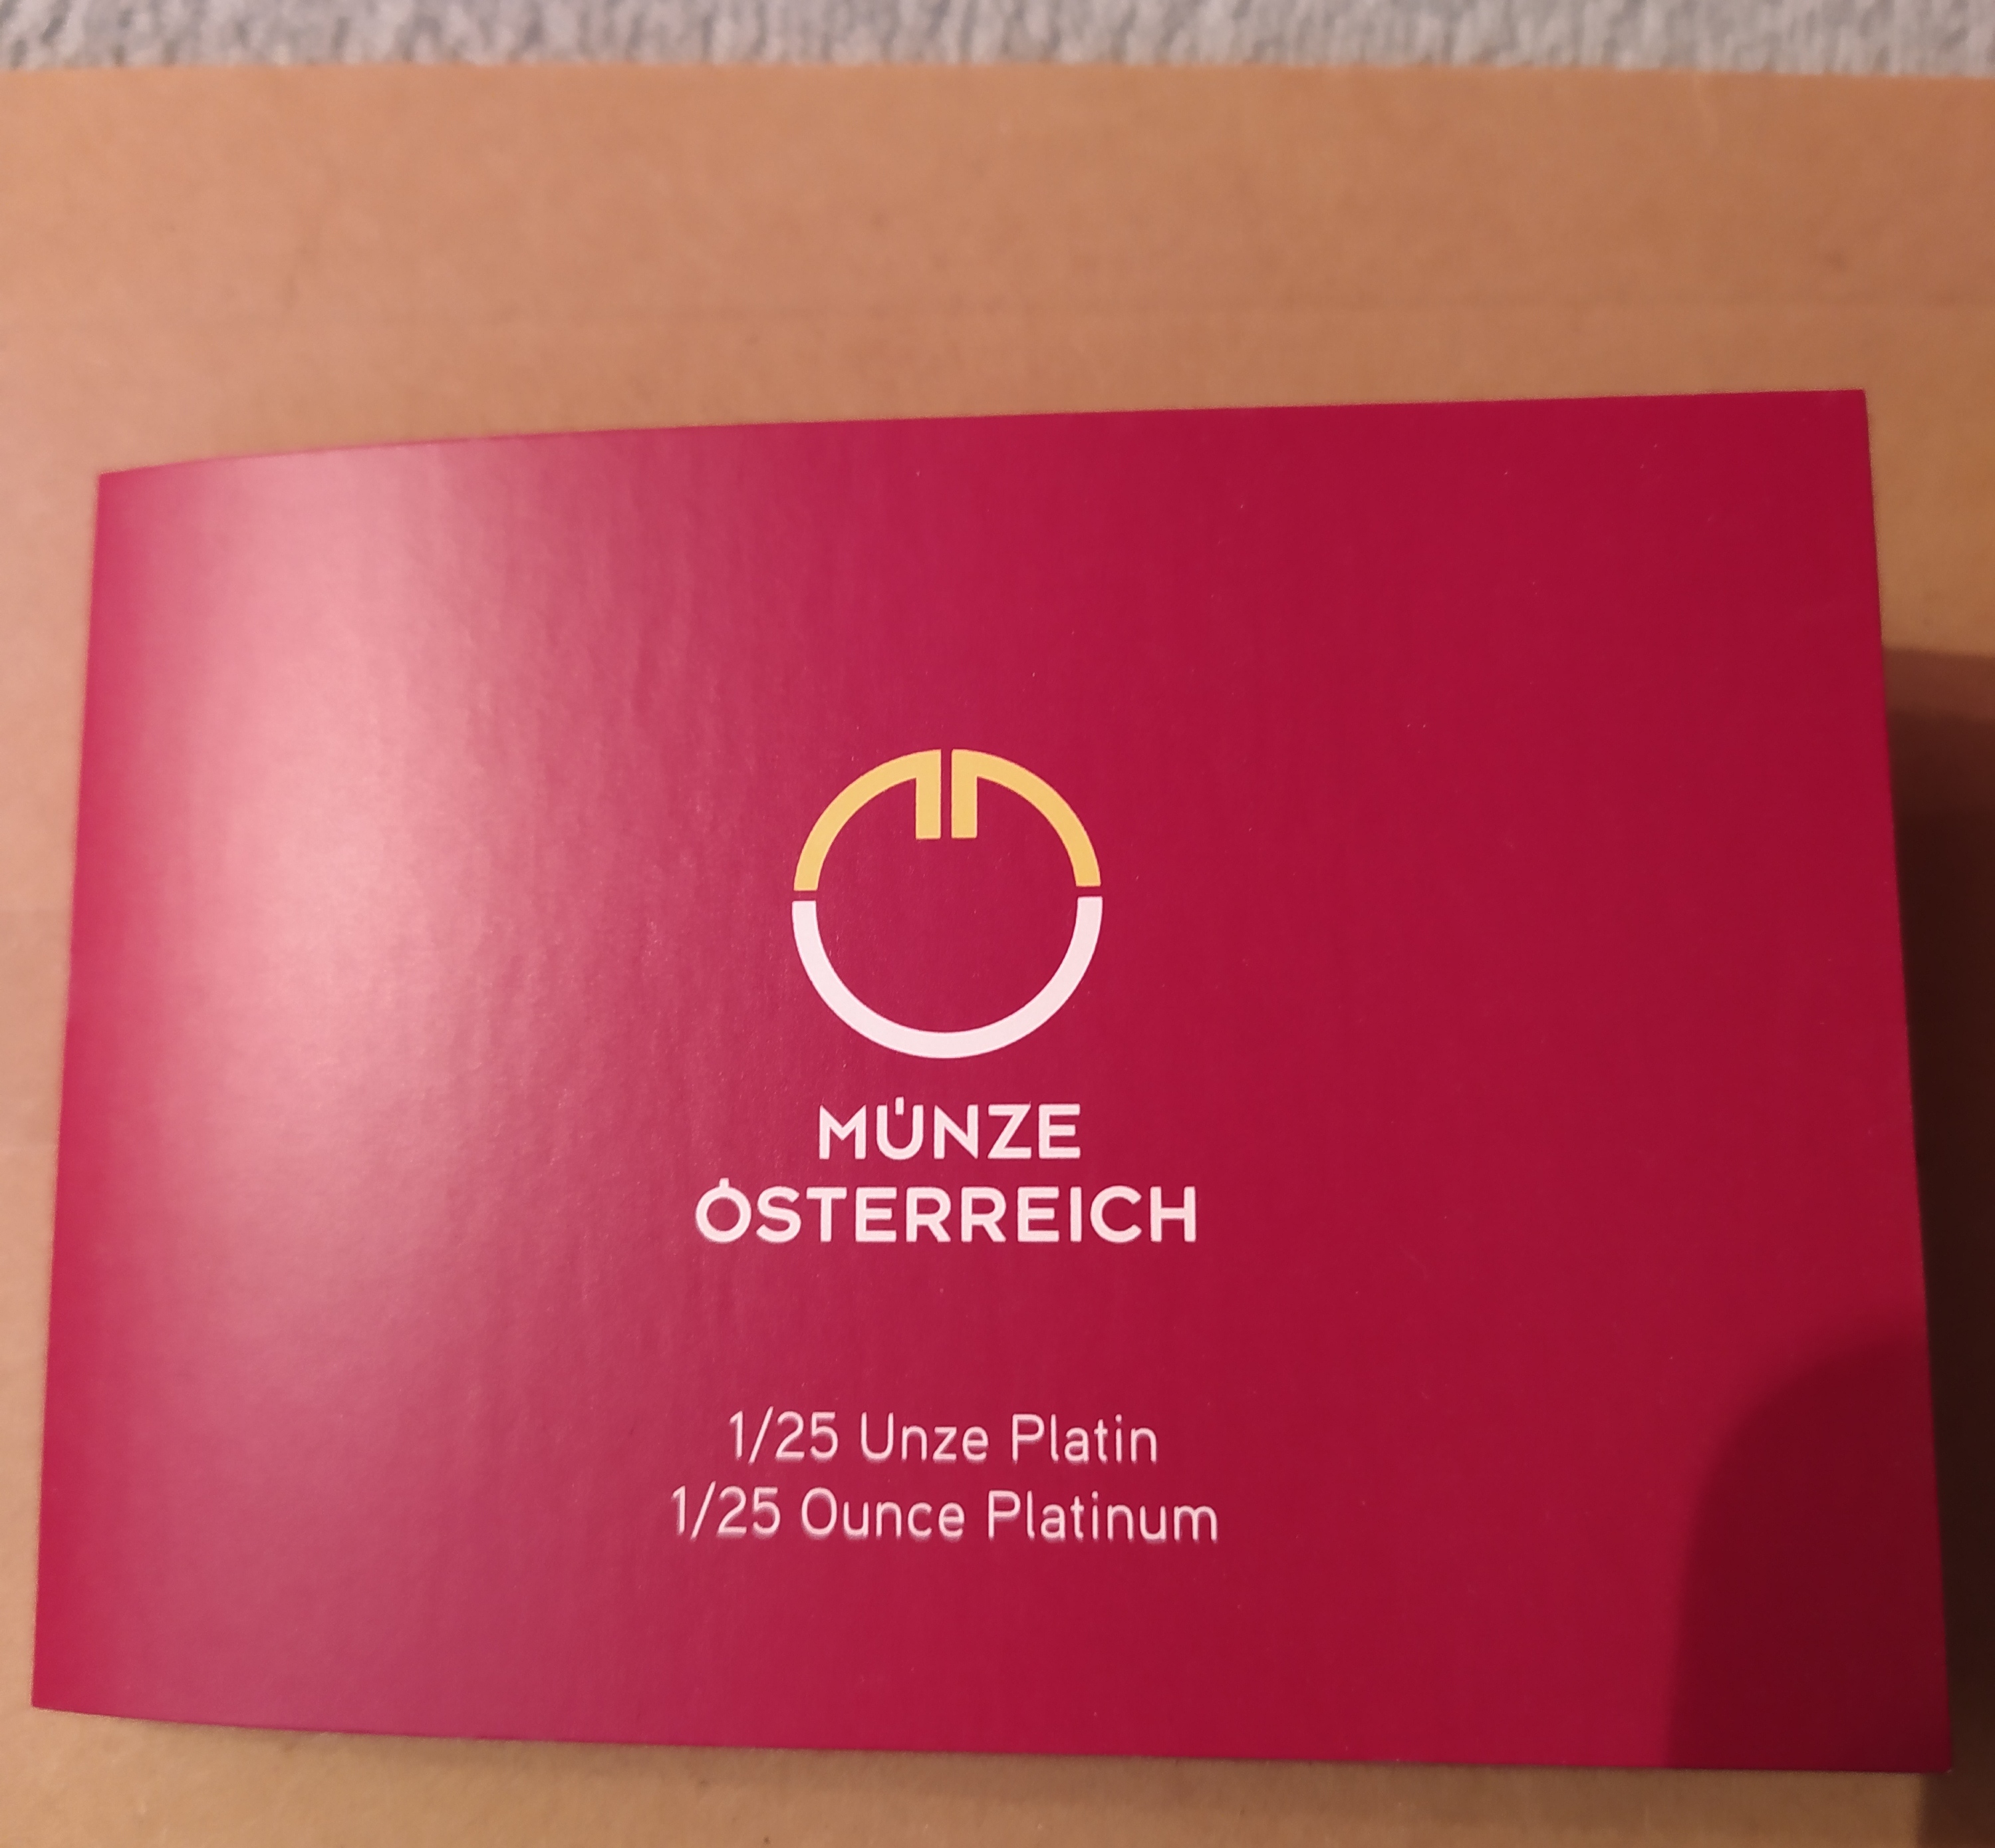 MÜNZE
ÖSTERREICH
1/25 Unze Platin
1/25 Ounce Platinum